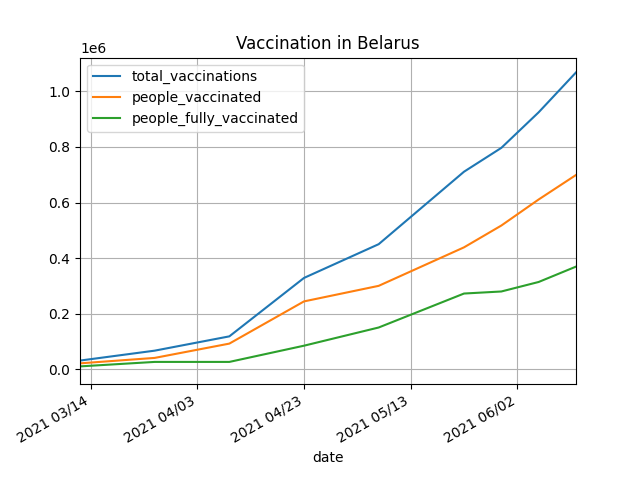 Vaccination in Belarus
1e6
total_vaccinations
people_vaccinated
people_fully_vaccinated
1.0
0.8
0.6
0.4
0.2
0.0
2021 03/14
2021 04/03
2021 04/23
2021 05/13
2021 06/02
date